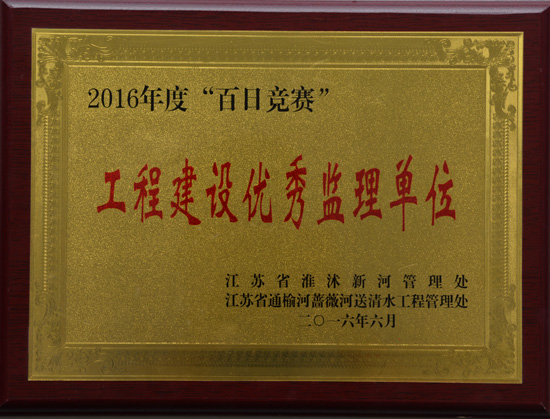 2016年度“百日竞赛”
工程建设优秀监理单位
江苏省淮沭新河管理处
江苏省通榆河蔷薇河送清水工程管理处
二〇一六年六月